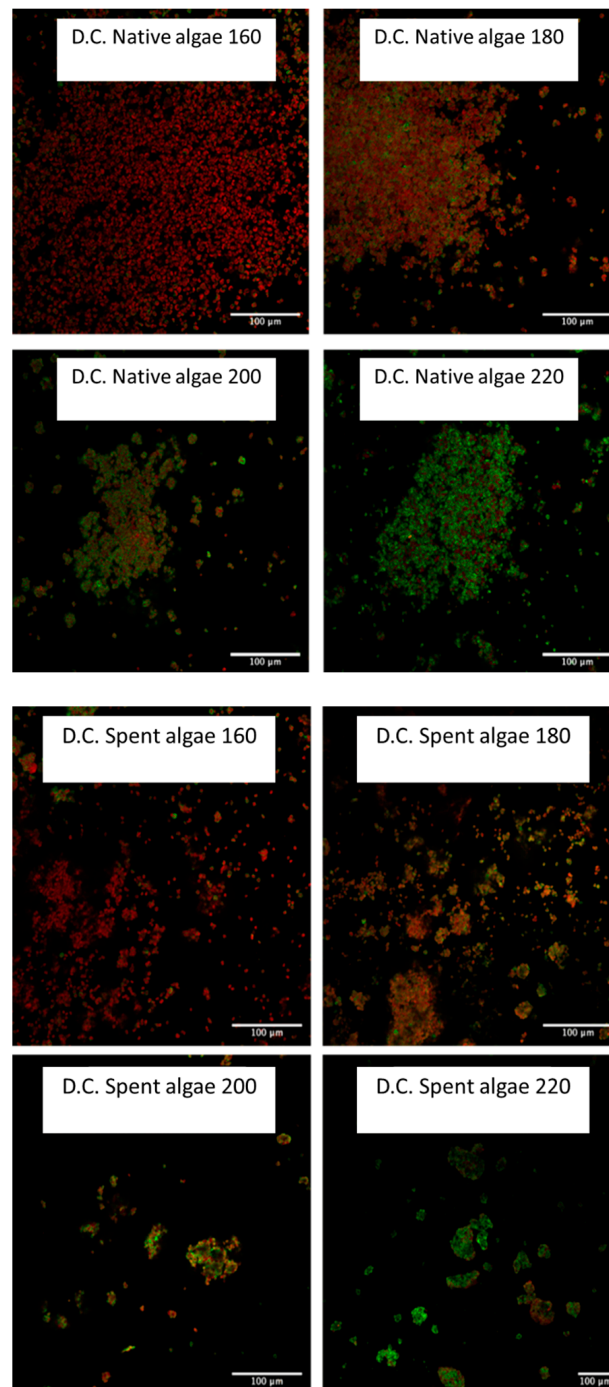 D.C. Native algae 160
D.C. Native algae 180
100 µm
100 µm
D.C. Native algae 200
D.C. Native algae 220
100 µm
100 µm
D.C. Spent algae 160
D.C. Spent algae 180
100 µm
100 µm
D.C. Spent algae 200
D.C. Spent algae 220
100 µm
100 µ